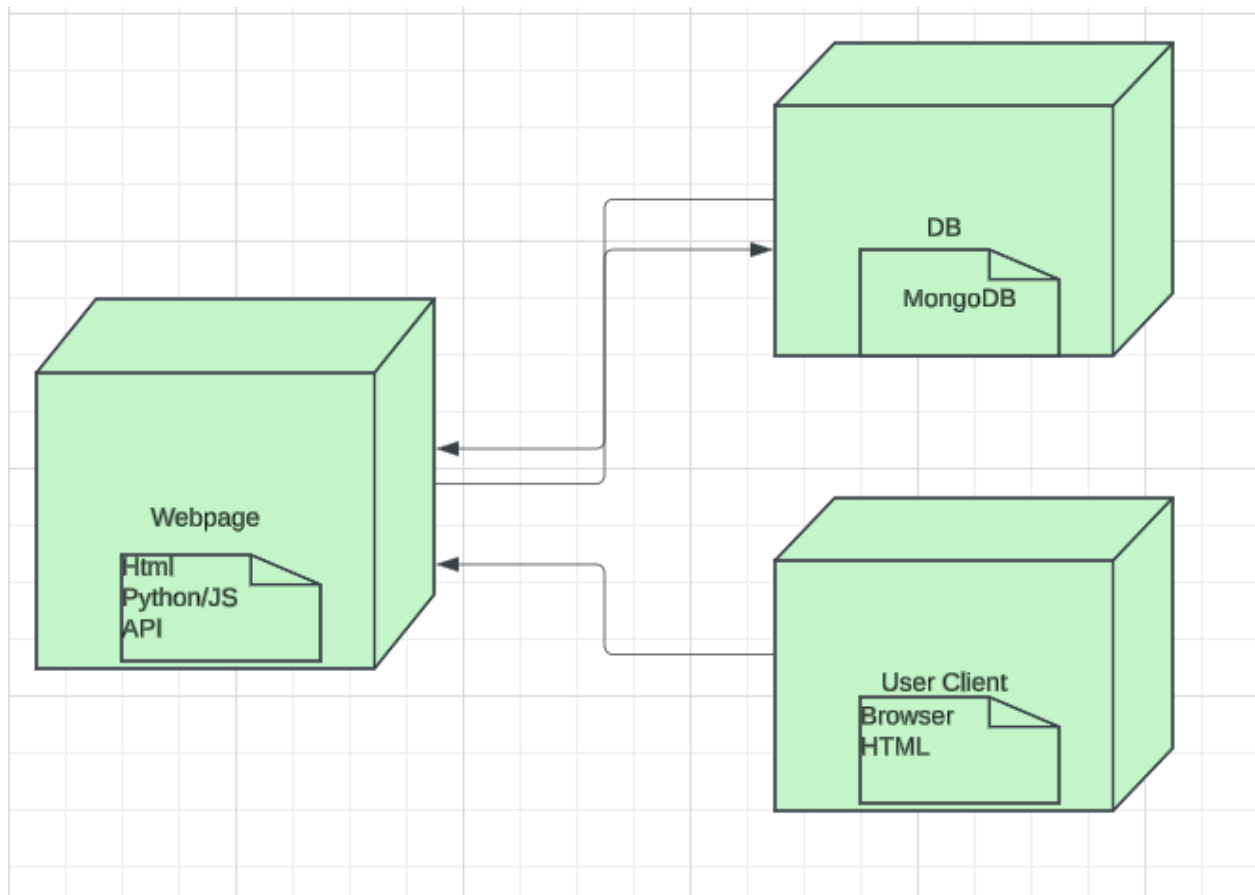 DB
MongoDB
Webpage
Html
Python/JS
API
User Client
Browser
HTML